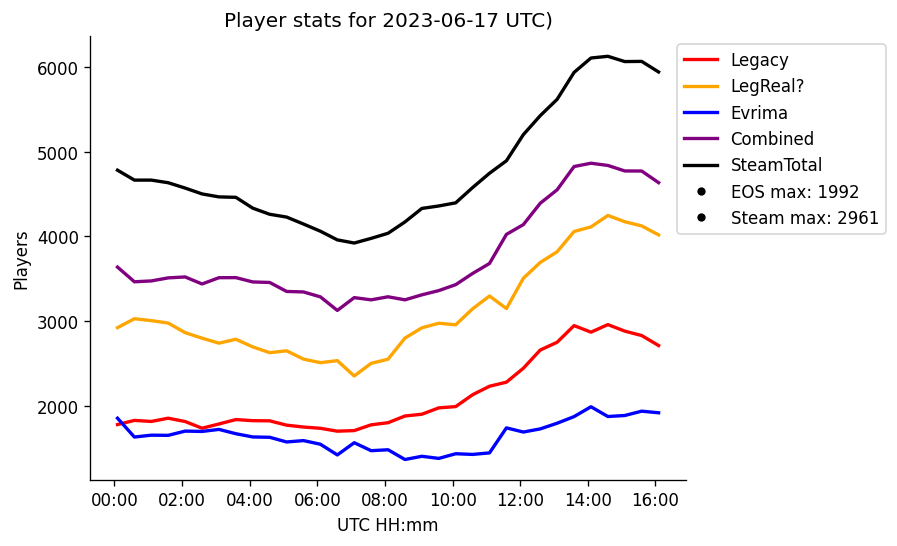 Player stats for 2023-06-17 UTC)
6000
5000
4000
3000
2000
Players
00:00 02:00 04:00 06:00 08:00 10:00 12:00 14:00 16:00
UTC HH:mm
Legacy
LegReal?
Evrima
Combined
SteamTotal
EOS max: 1992
Steam max: 2961